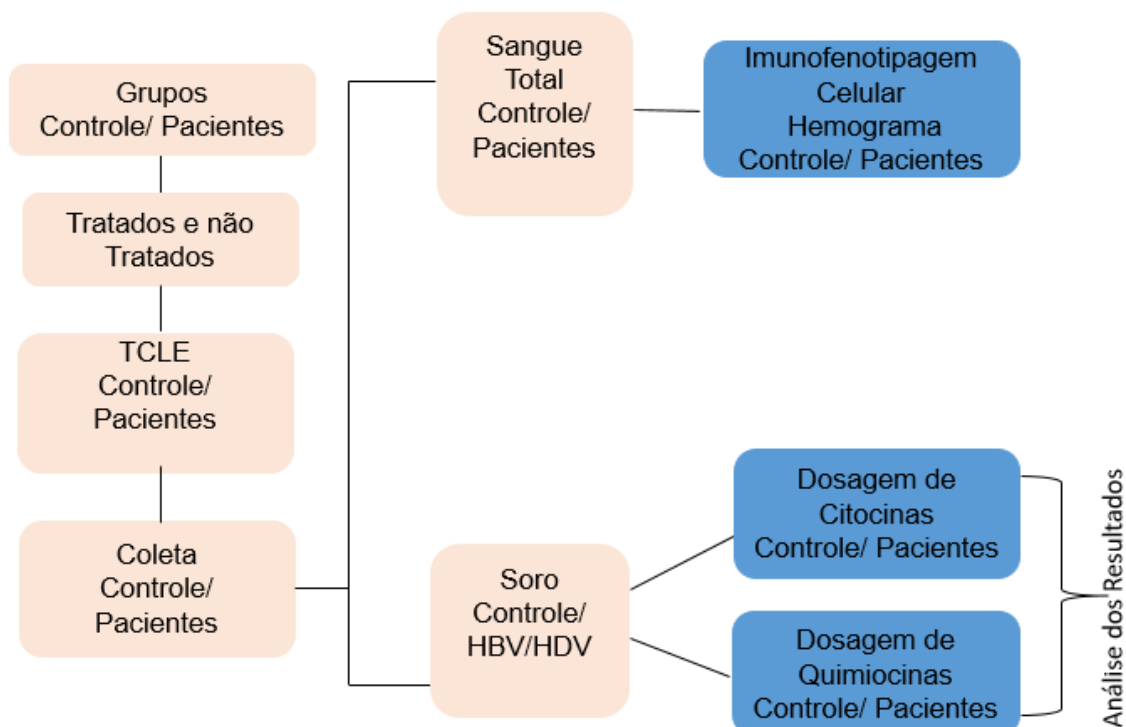 Grupos
Controle/ Pacientes
Tratados e não
Tratados
TCLE
Controle/
Pacientes
Coleta
Controle/
Pacientes
Sangue
Total
Controle/
Pacientes
Imunofenotipagem
Celular
Hemograma
Controle/ Pacientes
Soro
Controle/
HBV/HDV
Dosagem de
Citocinas
Controle/ Pacientes
Dosagem de
Quimiocinas
Controle/ Pacientes
Análise dos Resultados